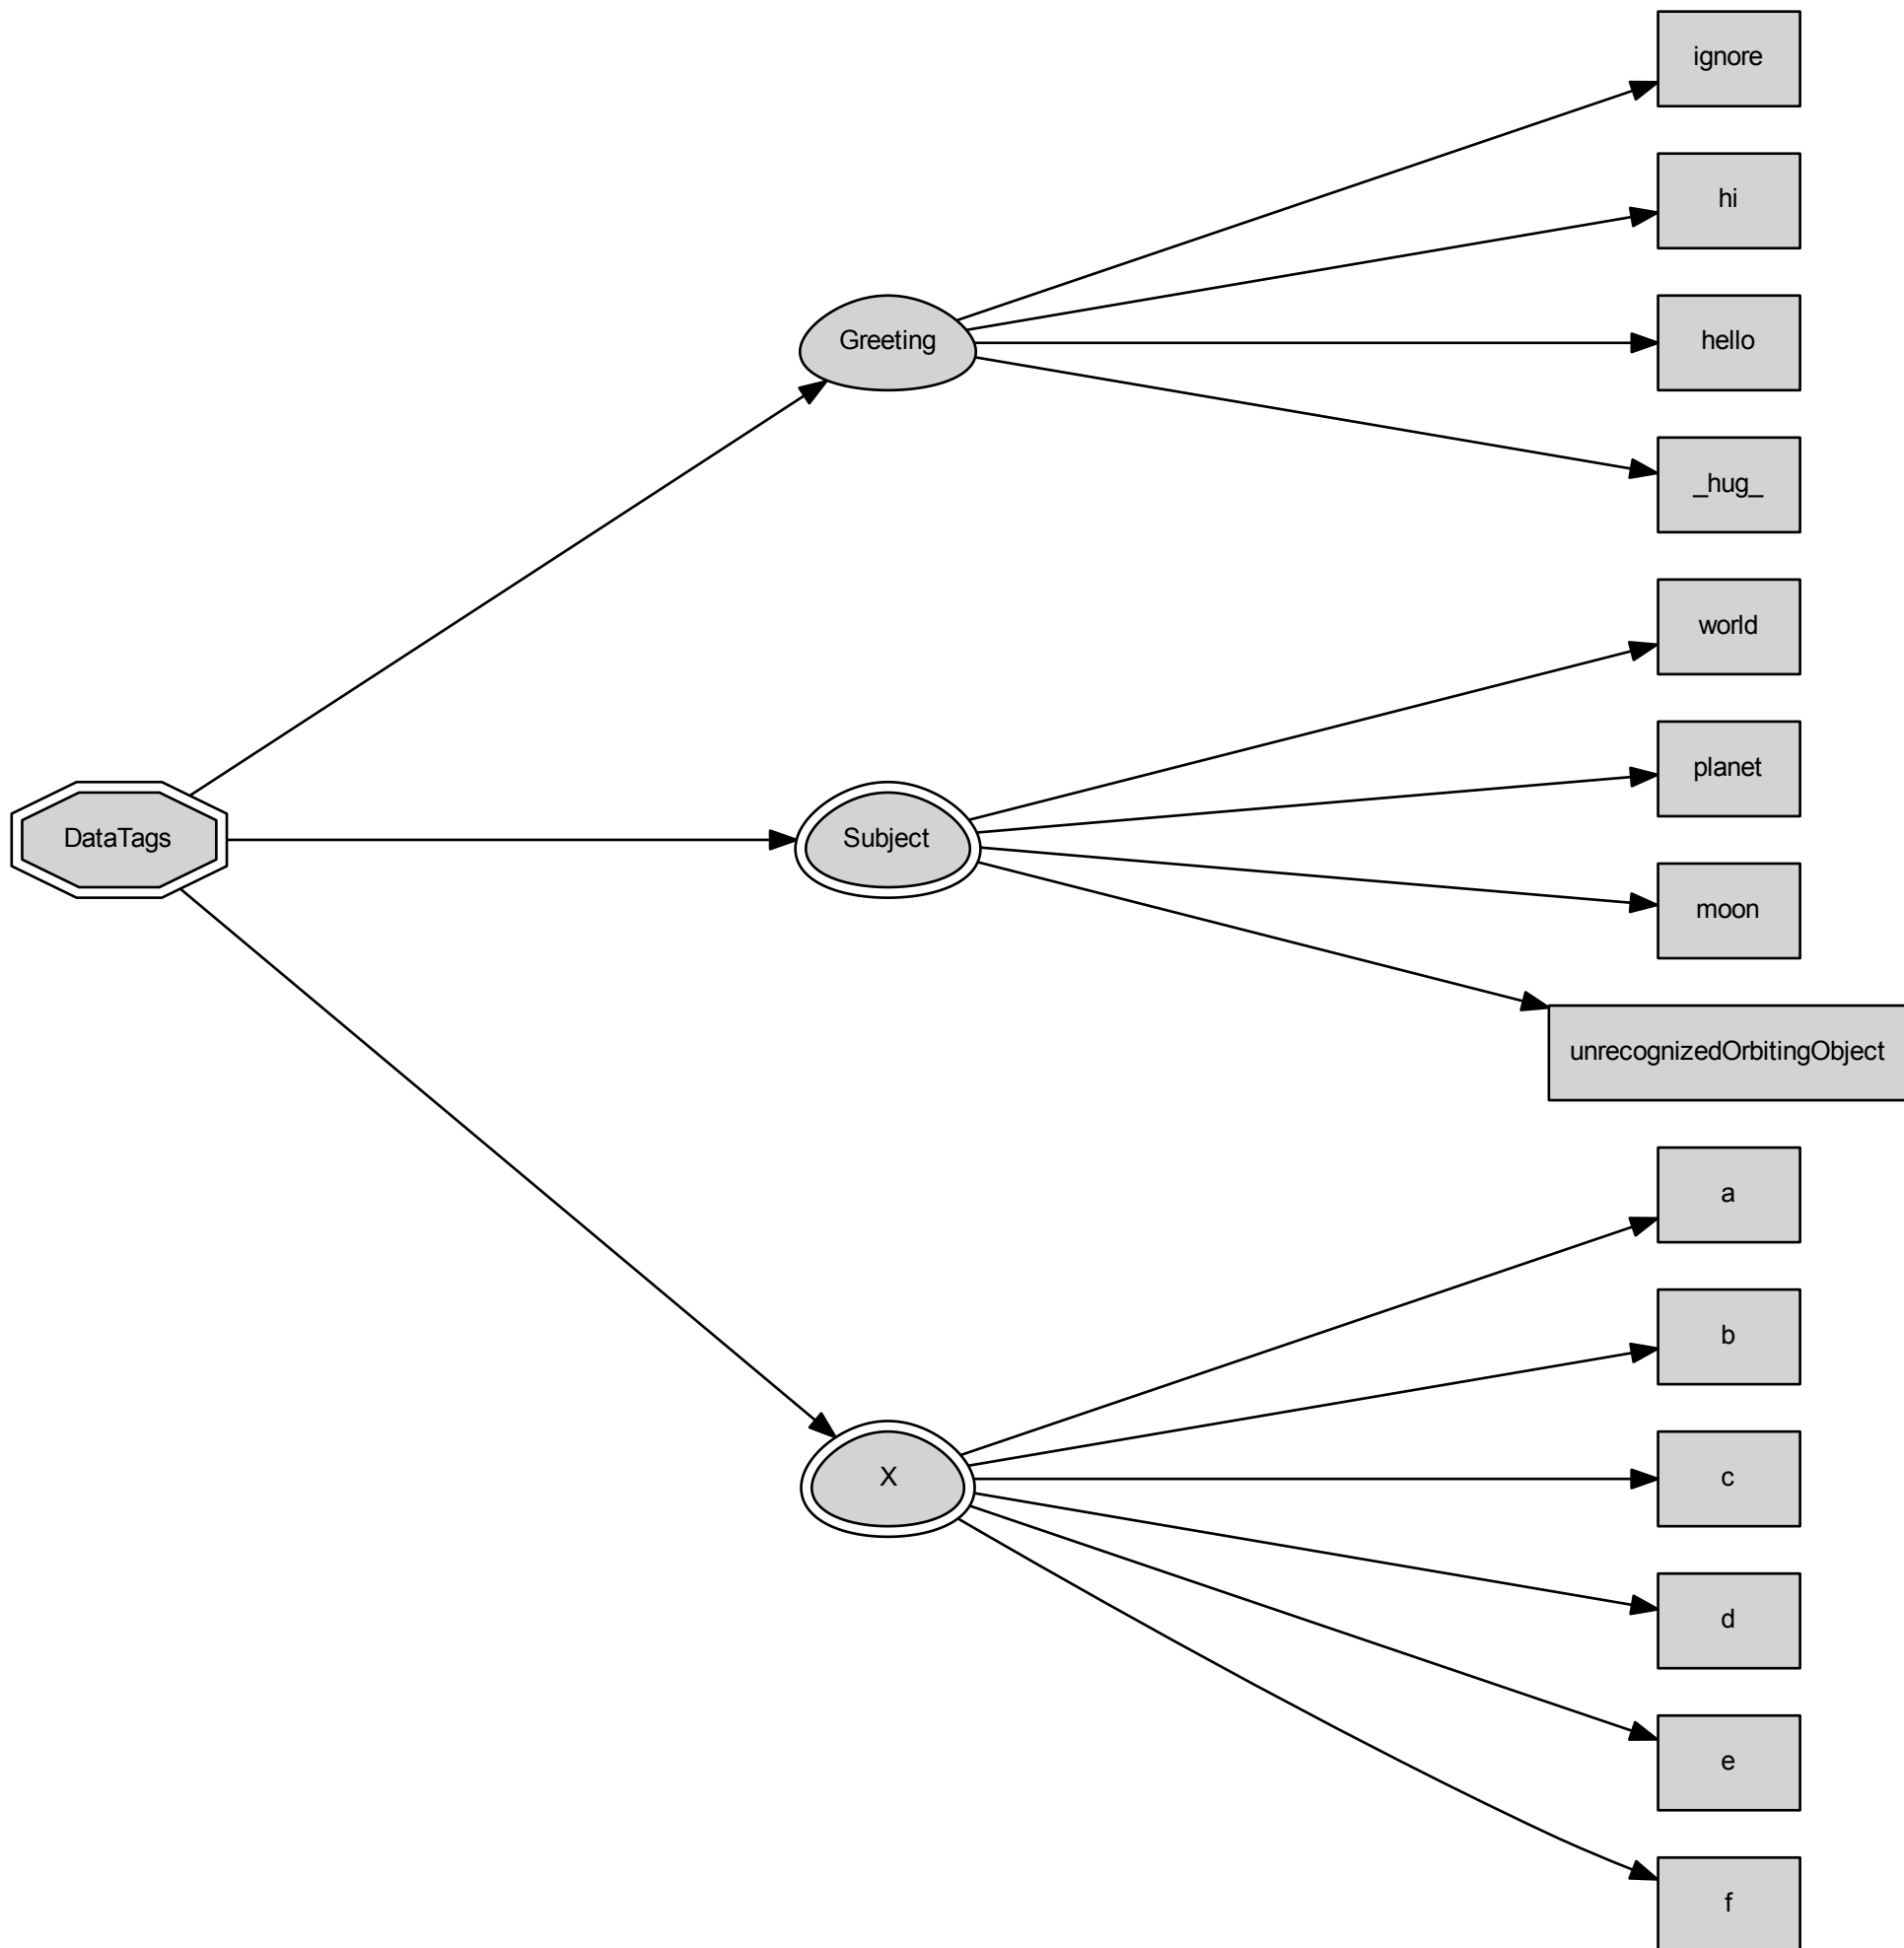 ignore
hi
hello
_hug_
Greeting
world
planet
moon
unrecognizedOrbitingObject
Subject
DataTags
a
b
c
d
e
f
X